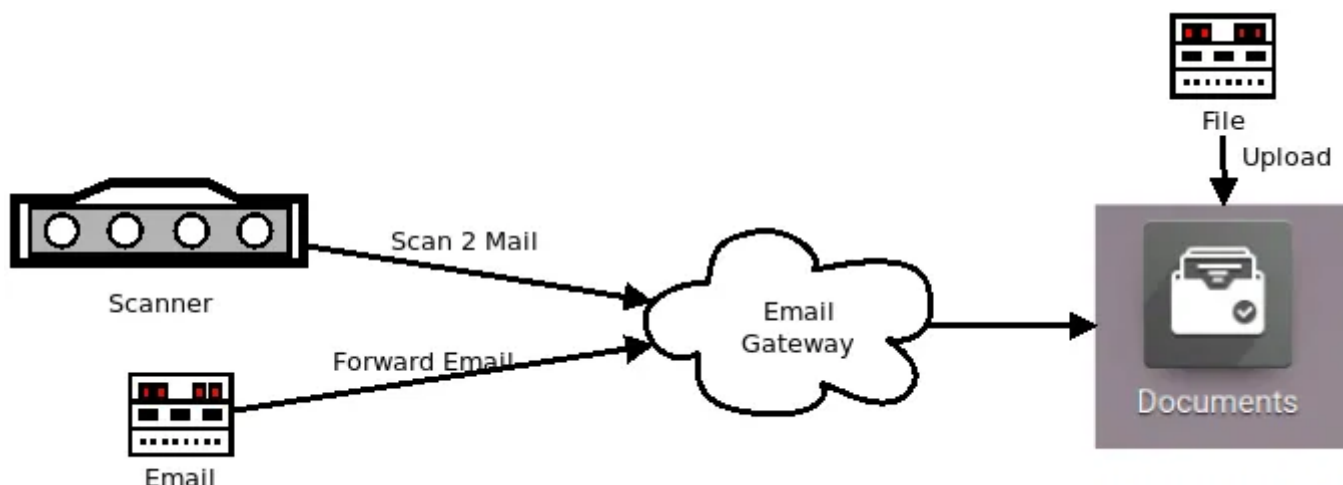 File
Upload
Scan 2 Mail
Scanner
Email
Gateway
Forward Email
Documents
Email